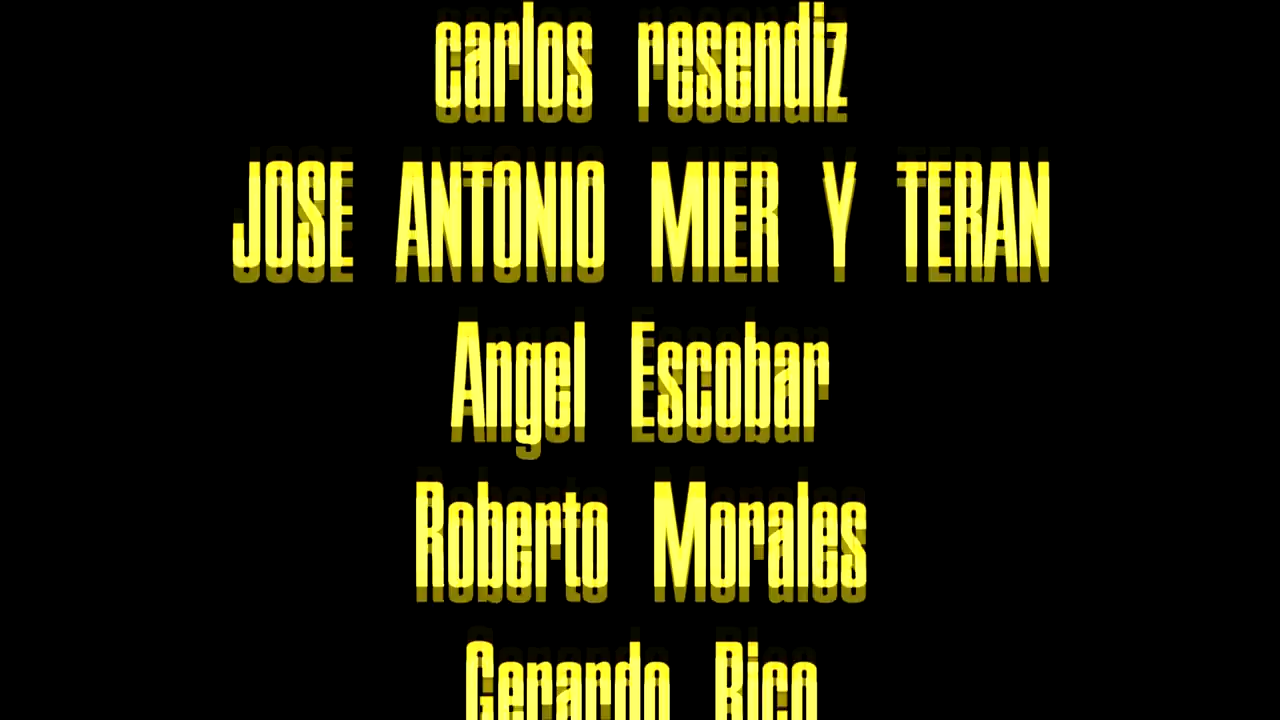 carlos resendiz
JOSE ANTONIO MIER Y TERAN
Angel Escobar
Roberto Morales
Gerardo Rico